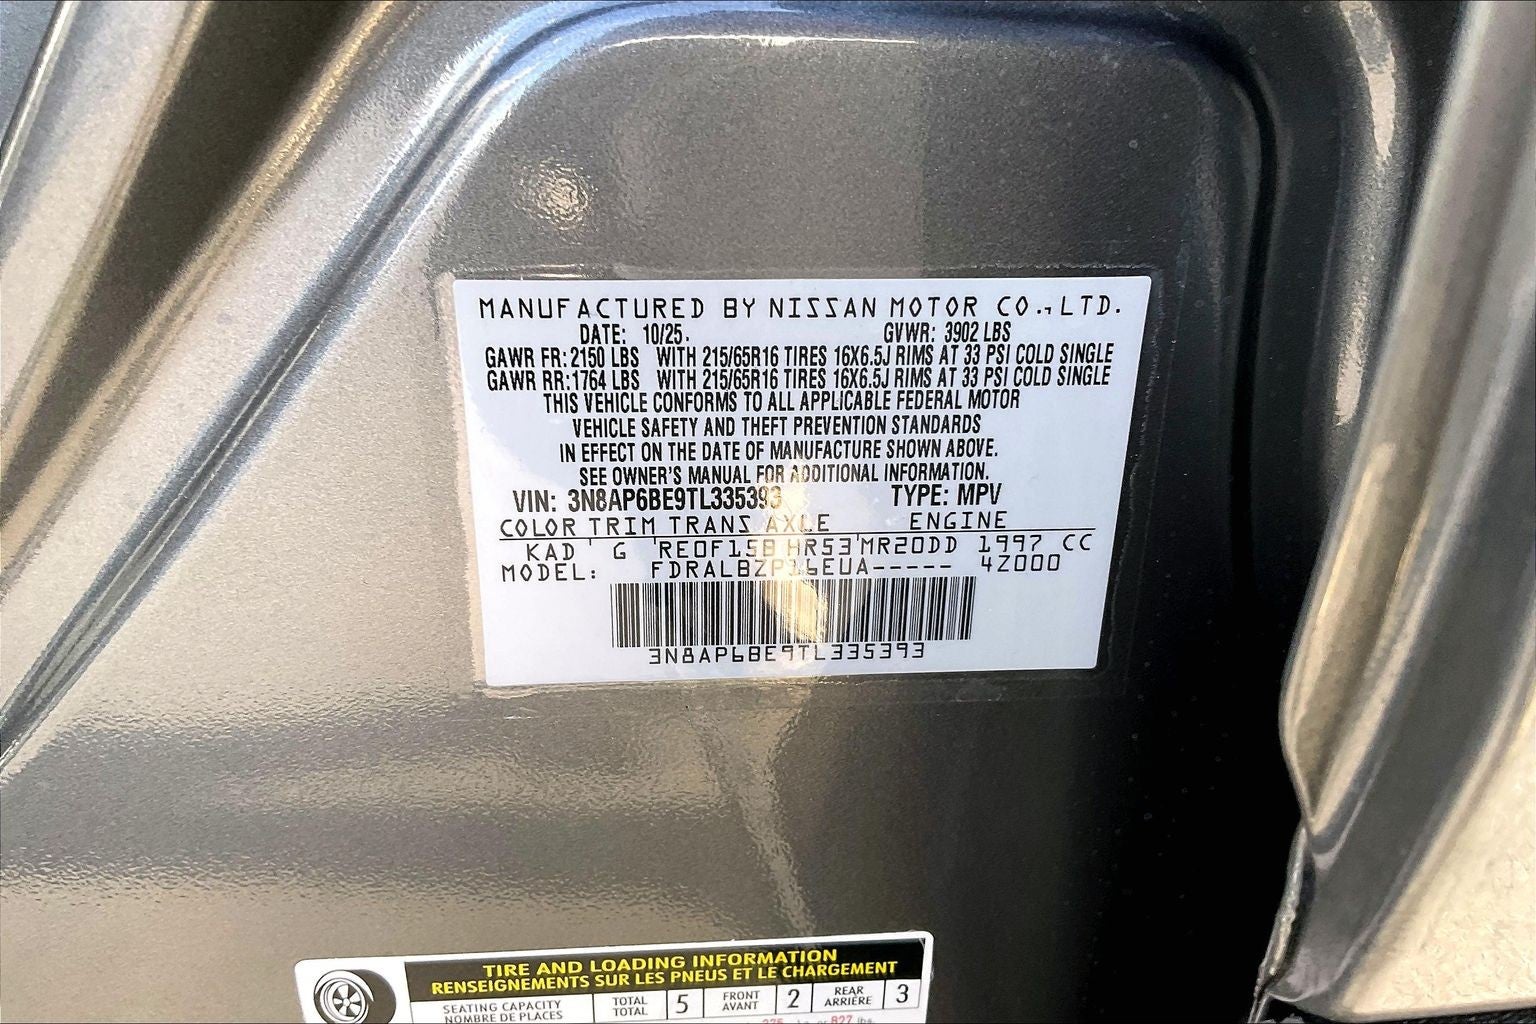 MANUFACTURED BY NISSAN MOTOR CO., LTD.
DATE: 10/25. GVWR: 3902 LBS
GAWR FR: 2150 LBS WITH 215/65R16 TIRES 16X6.5J RIMS AT 33 PSI COLD SINGLE
GAWR RR: 1764 LBS WITH 215/65R16 TIRES 16X6.5J RIMS AT 33 PSI COLD SINGLE
THIS VEHICLE CONFORMS TO ALL APPLICABLE FEDERAL MOTOR
VEHICLE SAFETY AND THEFT PREVENTION STANDARDS
IN EFFECT ON THE DATE OF MANUFACTURE SHOWN ABOVE.
SEE OWNER'S MANUAL FOR ADDITIONAL INFORMATION.
VIN: 3N8AP6BE9TL335393 TYPE: MPV
COLOR TRIM TRANS AXLE ENGINE
KAD G RE0F15B HR53 MR20DD 1997 CC
MODEL: FDRALBZP16EUA----- 4Z000
3N8AP6BE9TL335393
TIRE AND LOADING INFORMATION
RENSEIGNEMENTS SUR LES PNEUS ET LE CHARGEMENT
SEATING CAPACITY TOTAL 5 FRONT 2 REAR 3
NOMBRE DE PLACES TOTAL AVANT ARRIÈRE
or 827 lbs.